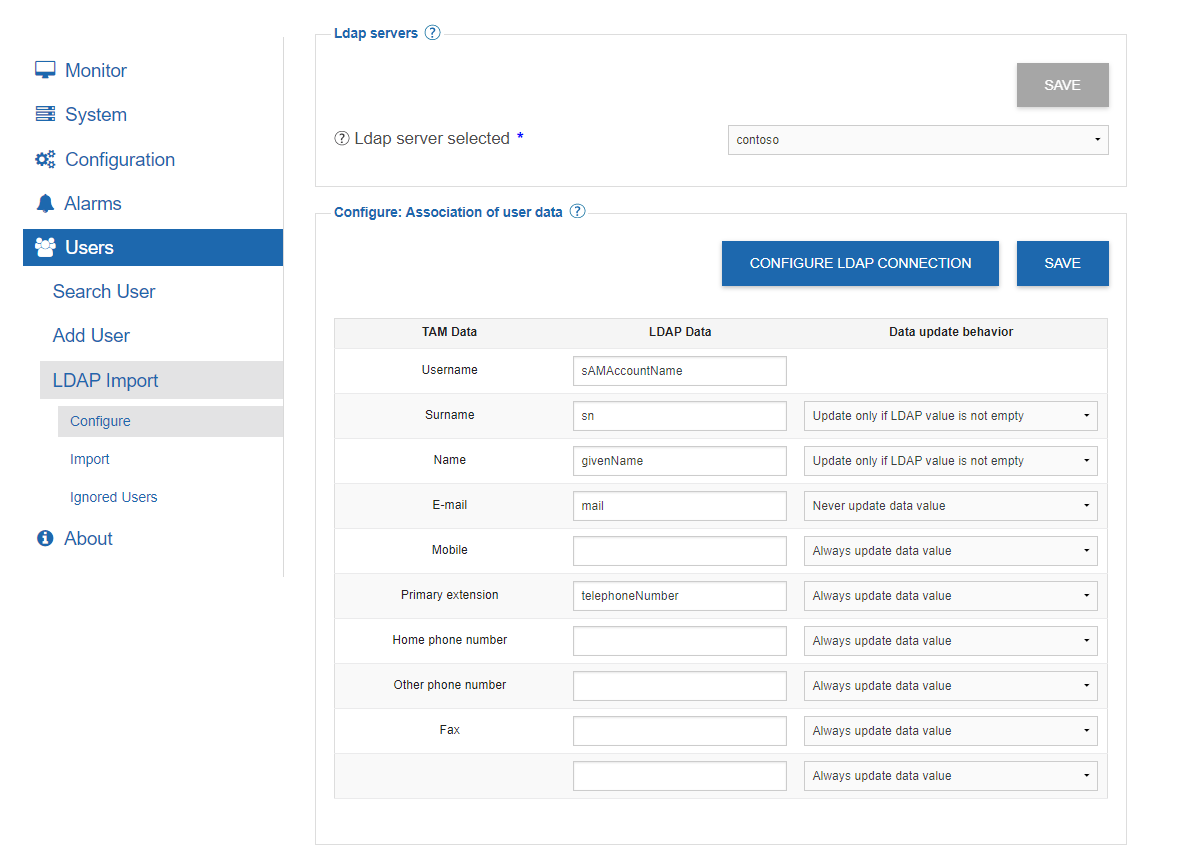 Monitor
System
Configuration
Alarms
Users
Search User
Add User
LDAP Import
Configure
Import
Ignored Users
About
Ldap servers ?
SAVE
? Ldap server selected * contoso
Configure: Association of user data ?
CONFIGURE LDAP CONNECTION SAVE
TAM Data LDAP Data Data update behavior
Username sAMAccountName
Surname sn Update only if LDAP value is not empty
Name givenName Update only if LDAP value is not empty
E-mail mail Never update data value
Mobile Always update data value
Primary extension telephoneNumber Always update data value
Home phone number Always update data value
Other phone number Always update data value
Fax Always update data value
Always update data value